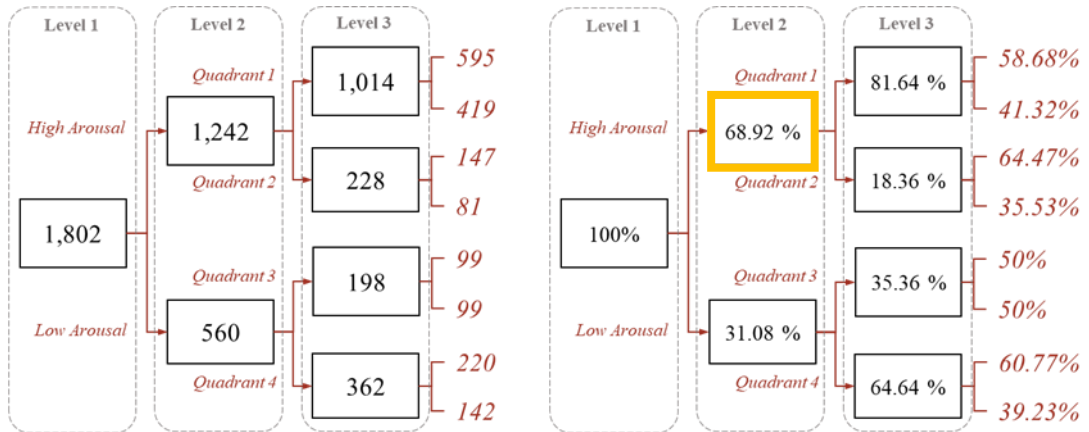 Level 1
Level 2
Level 3
High Arousal
Low Arousal
1,802
Quadrant 1
1,242
Quadrant 2
Quadrant 3
560
Quadrant 4
1,014
228
198
362
595
419
147
81
99
99
220
142
Level 1
Level 2
Level 3
High Arousal
Low Arousal
100%
Quadrant 1
68.92 %
Quadrant 2
Quadrant 3
31.08 %
Quadrant 4
81.64 %
18.36 %
35.36 %
64.64 %
58.68%
41.32%
64.47%
35.53%
50%
50%
60.77%
39.23%